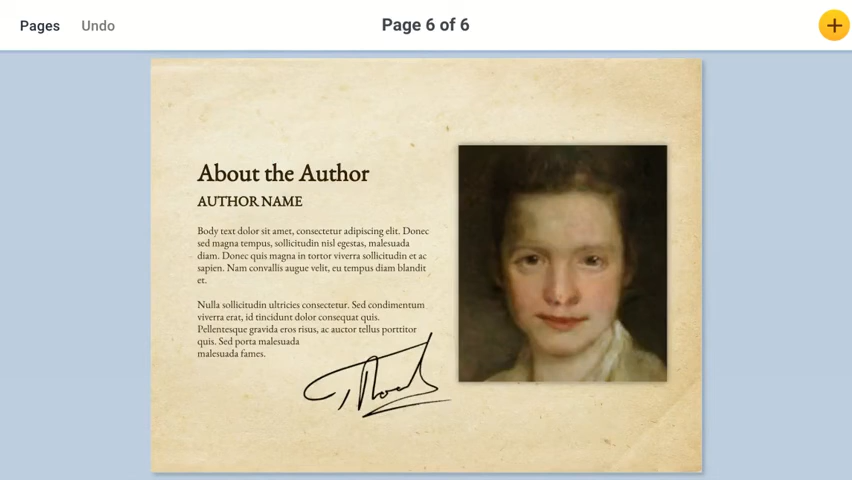 Pages Undo Page 6 of 6
About the Author
AUTHOR NAME
Body text dolor sit amet, consectetur adipiscing elit. Donec
sed magna tempus, sollicitudin nisl egestas, malesuada
diam. Donec quis magna in tortor viverra sollicitudin et ac
sapien. Nam convallis augue velit, eu tempus diam blandit
et.
Nulla sollicitudin ultricies consectetur. Sed condimentum
viverra erat, id tincidunt dolor consequat quis.
Pellentesque gravida eros risus, ac auctor tellus porttitor
quis. Sed porta malesuada
malesuada fames.